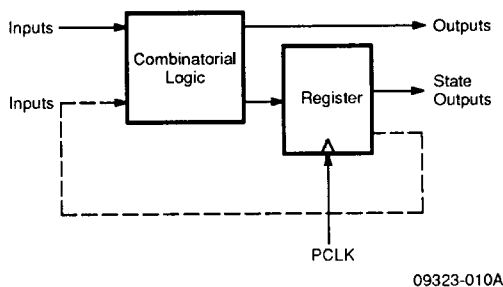 Inputs
Outputs
Combinatorial
Logic
Inputs
Register
State
Outputs
PCLK
09323-010A